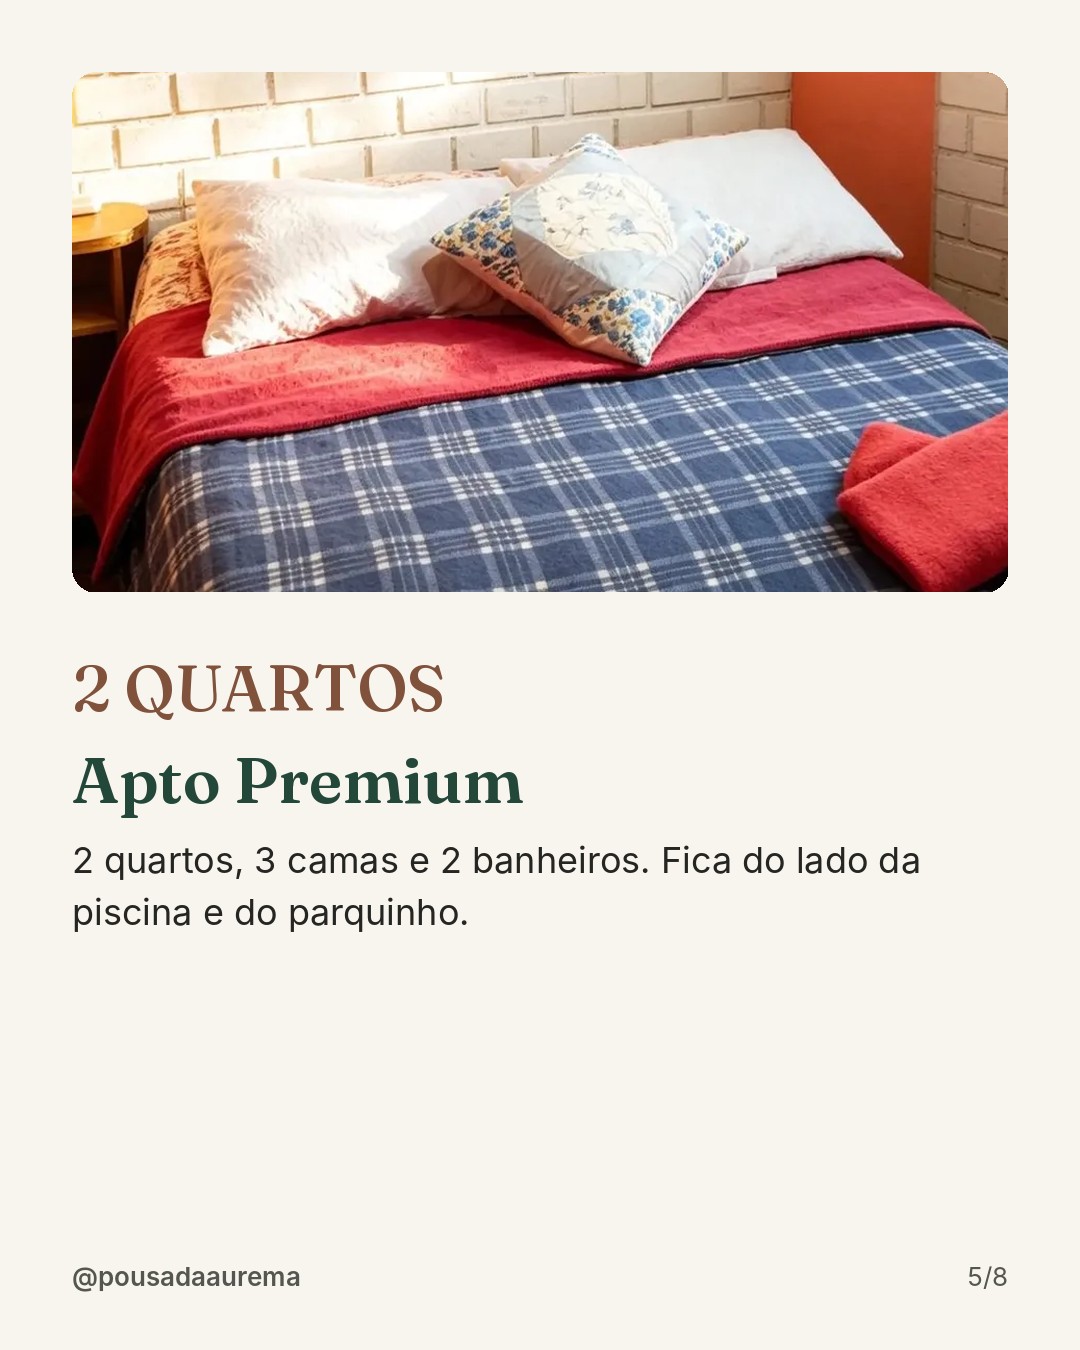 2 QUARTOS
Apto Premium
2 quartos, 3 camas e 2 banheiros. Fica do lado da
piscina e do parquinho.
@pousadaaurema
5/8